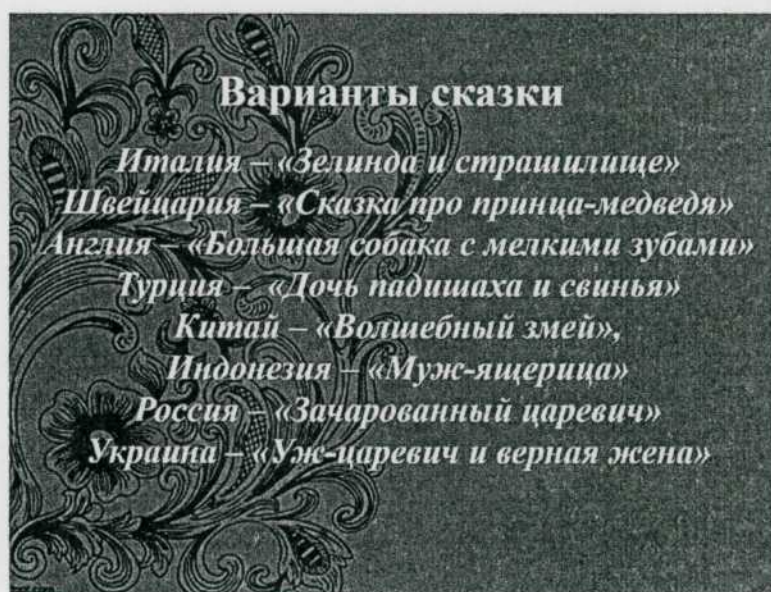 Варианты сказки
Италия – «Зелинда и страшилище»
Швейцария – «Сказка про принца-медведя»
Англия – «Большая собака с мелкими зубами»
Турция – «Дочь падишаха и свинья»
Китай – «Волшебный змей»,
Индонезия – «Муж-ящерица»
Россия – «Зачарованный царевич»
Украина – «Уж-царевич и верная жена»